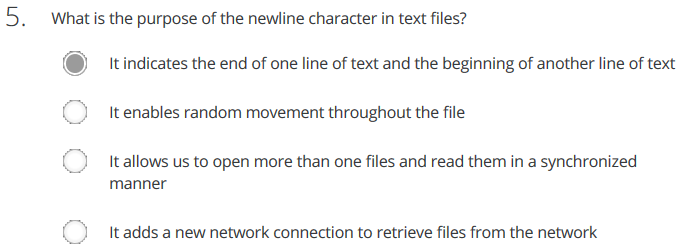 5. What is the purpose of the newline character in text files?
It indicates the end of one line of text and the beginning of another line of text
It enables random movement throughout the file
It allows us to open more than one files and read them in a synchronized
manner
It adds a new network connection to retrieve files from the network